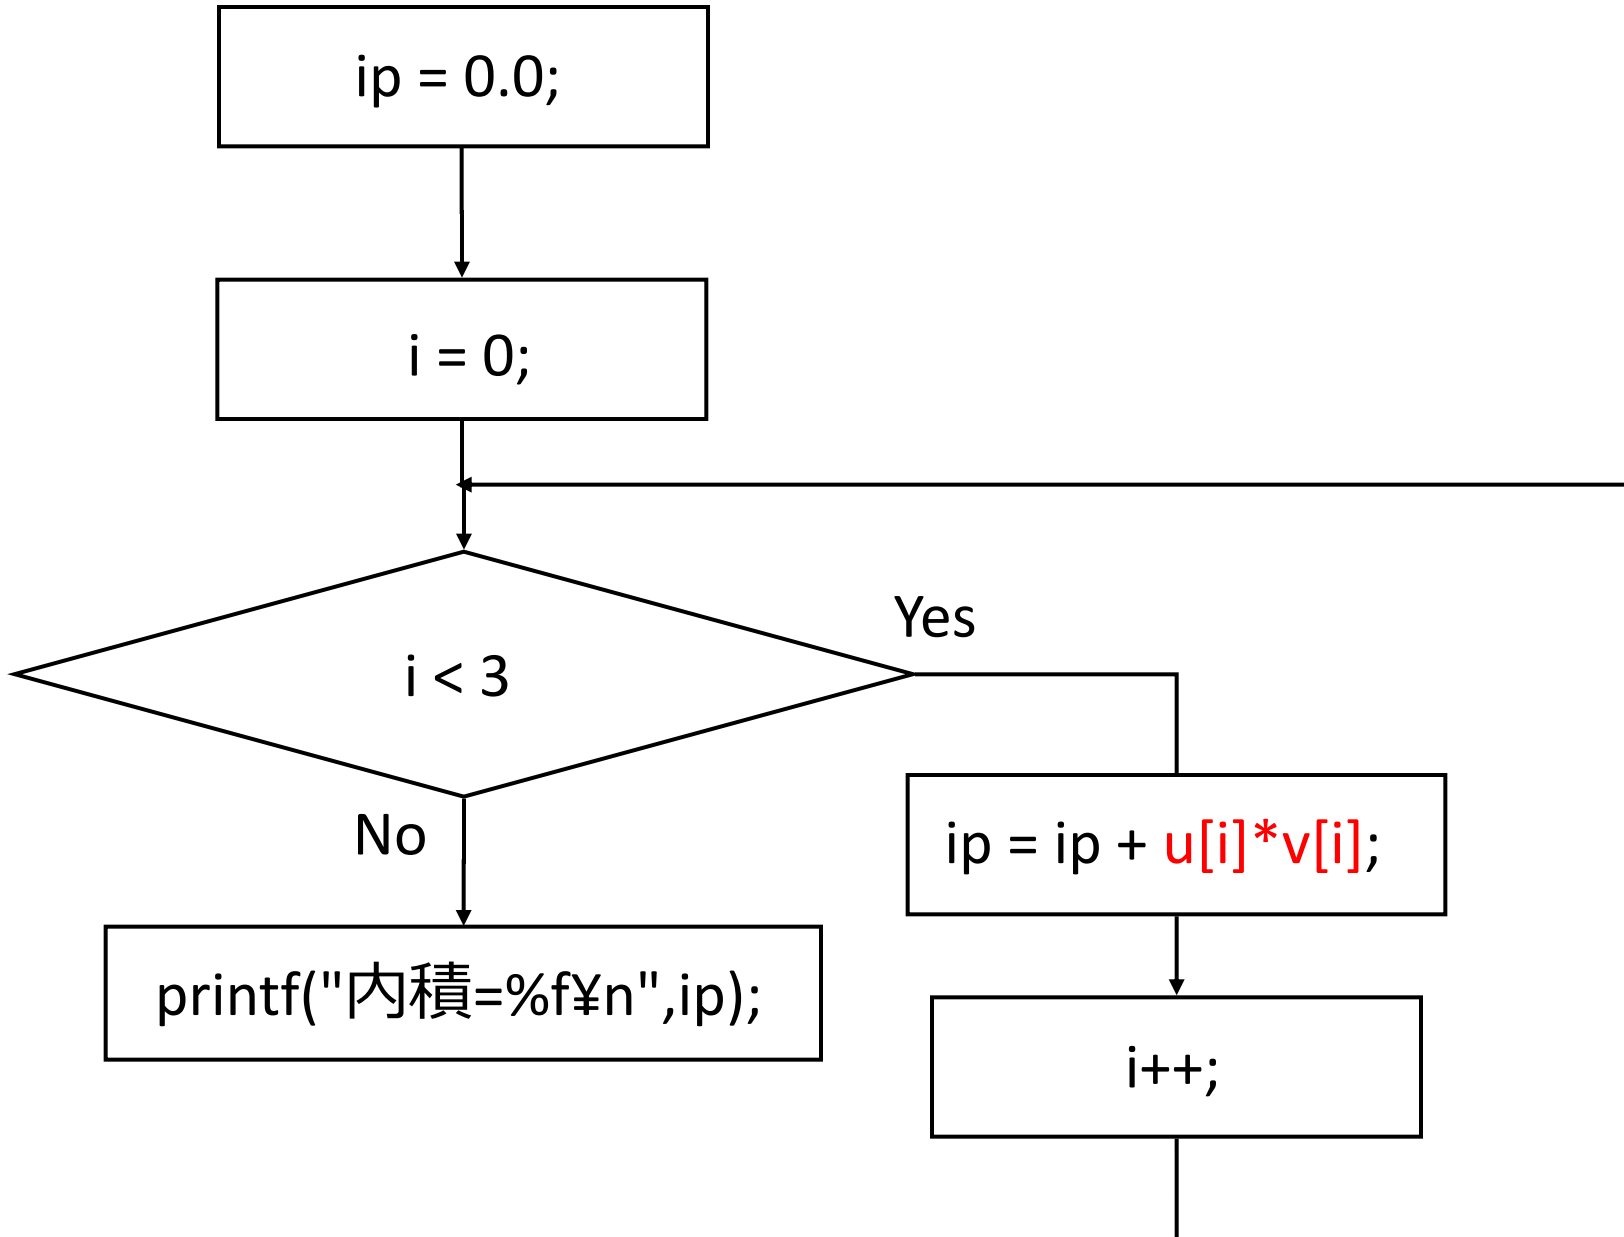 ip = 0.0;
i = 0;
i < 3
Yes
No
ip = ip + u[i]*v[i];
printf("内積=%f¥n",ip);
i++;